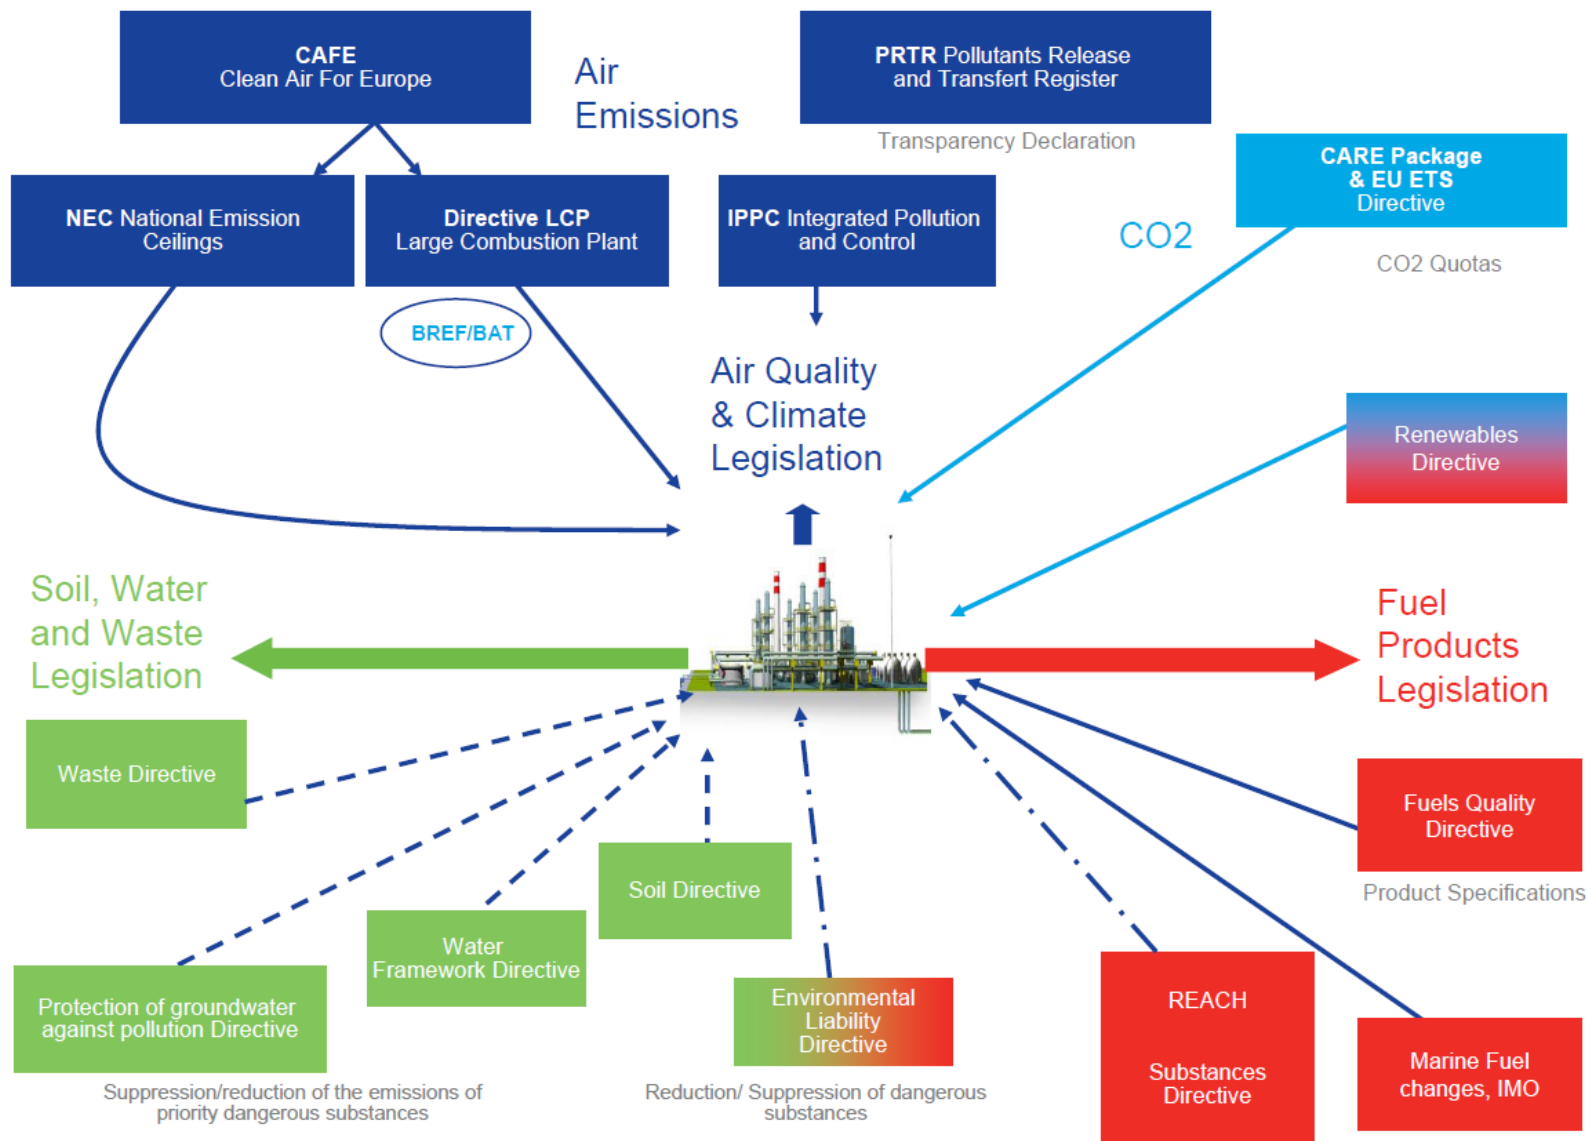 CAFE
Clean Air For Europe
Air
Emissions
PRTR Pollutants Release
and Transfert Register
Transparency Declaration
CARE Package
& EU ETS
Directive
CO2 Quotas
NEC National Emission
Ceilings
Directive LCP
Large Combustion Plant
IPPC Integrated Pollution
and Control
CO2
BREF/BAT
Air Quality
& Climate
Legislation
Renewables
Directive
Soil, Water
and Waste
Legislation
Fuel
Products
Legislation
Waste Directive
Fuels Quality
Directive
Product Specifications
Soil Directive
Water
Framework Directive
Protection of groundwater
against pollution Directive
Suppression/reduction of the emissions of
priority dangerous substances
Environmental
Liability
Directive
Reduction/ Suppression of dangerous
substances
REACH
Substances
Directive
Marine Fuel
changes, IMO